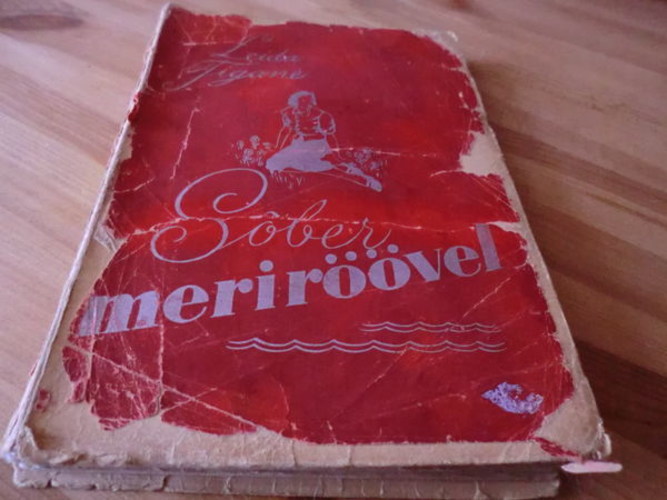 Leida
Tigane
Sõber
meriröövel